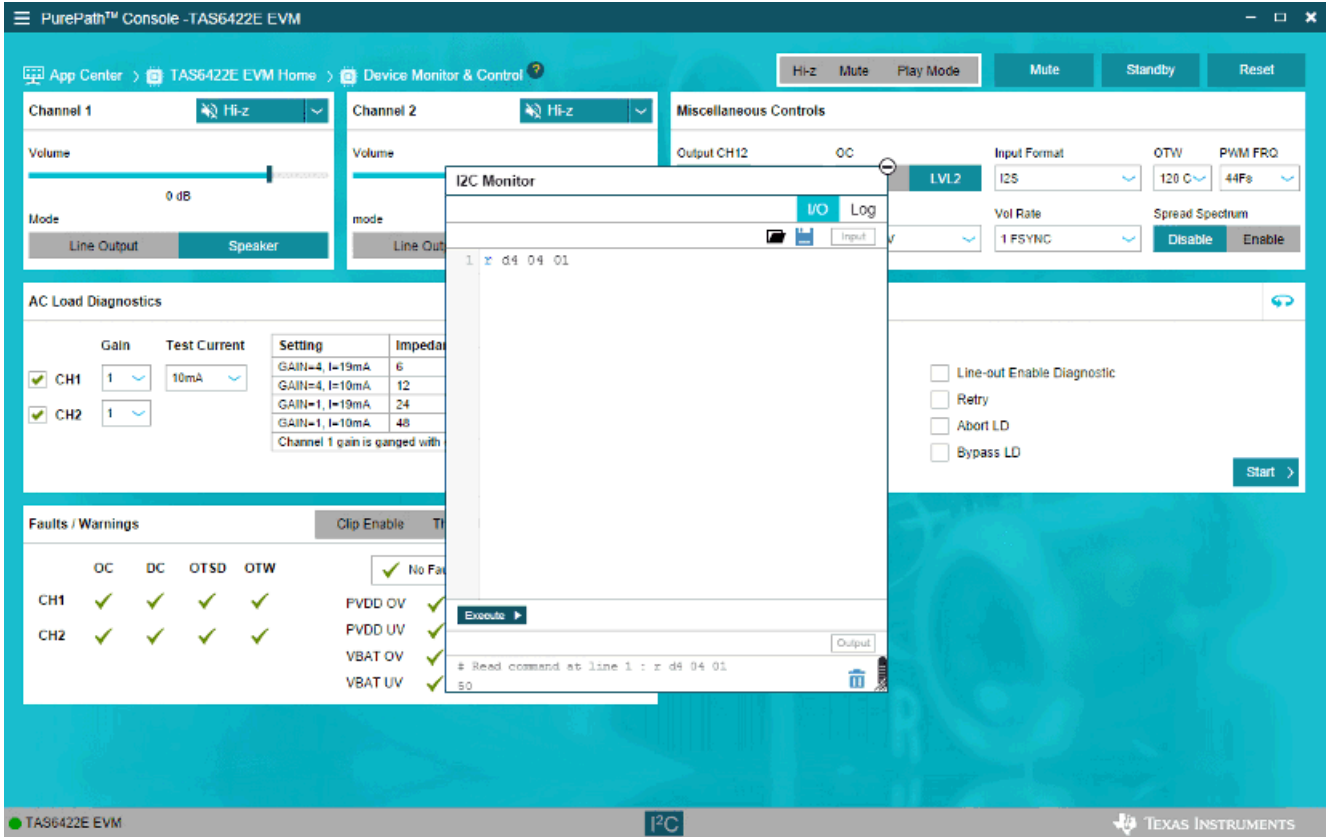 PurePath™ Console -TAS6422E EVM
App Center > TAS6422E EVM Home > Device Monitor & Control ?
Hi-z Mute Play Mode
Mute
Standby
Reset
Channel 1
Hi-z
Volume
0 dB
Mode
Line Output
Speaker
Channel 2
Hi-z
Volume
mode
Line Out
Miscellaneous Controls
Output CH12
OC
LVL2
Input Format
I2S
OTW
120 C
PWM FRQ
44Fs
Vol Rate
1 FSYNC
Spread Spectrum
Disable
Enable
I2C Monitor
I/O
Log
Input
1 r d4 04 01
Execute
Output
# Read command at line 1 : r d4 04 01
50
AC Load Diagnostics
Gain Test Current
CH1 1 10mA
CH2 1
Setting Impeda
GAIN=4, I=19mA 6
GAIN=4, I=10mA 12
GAIN=1, I=19mA 24
GAIN=1, I=10mA 48
Channel 1 gain is ganged with
Line-out Enable Diagnostic
Retry
Abort LD
Bypass LD
Start >
Faults / Warnings
Clip Enable
Th
OC DC OTSD OTW
CH1
CH2
No Fau
PVDD OV
PVDD UV
VBAT OV
VBAT UV
TAS6422E EVM
I²C
TEXAS INSTRUMENTS